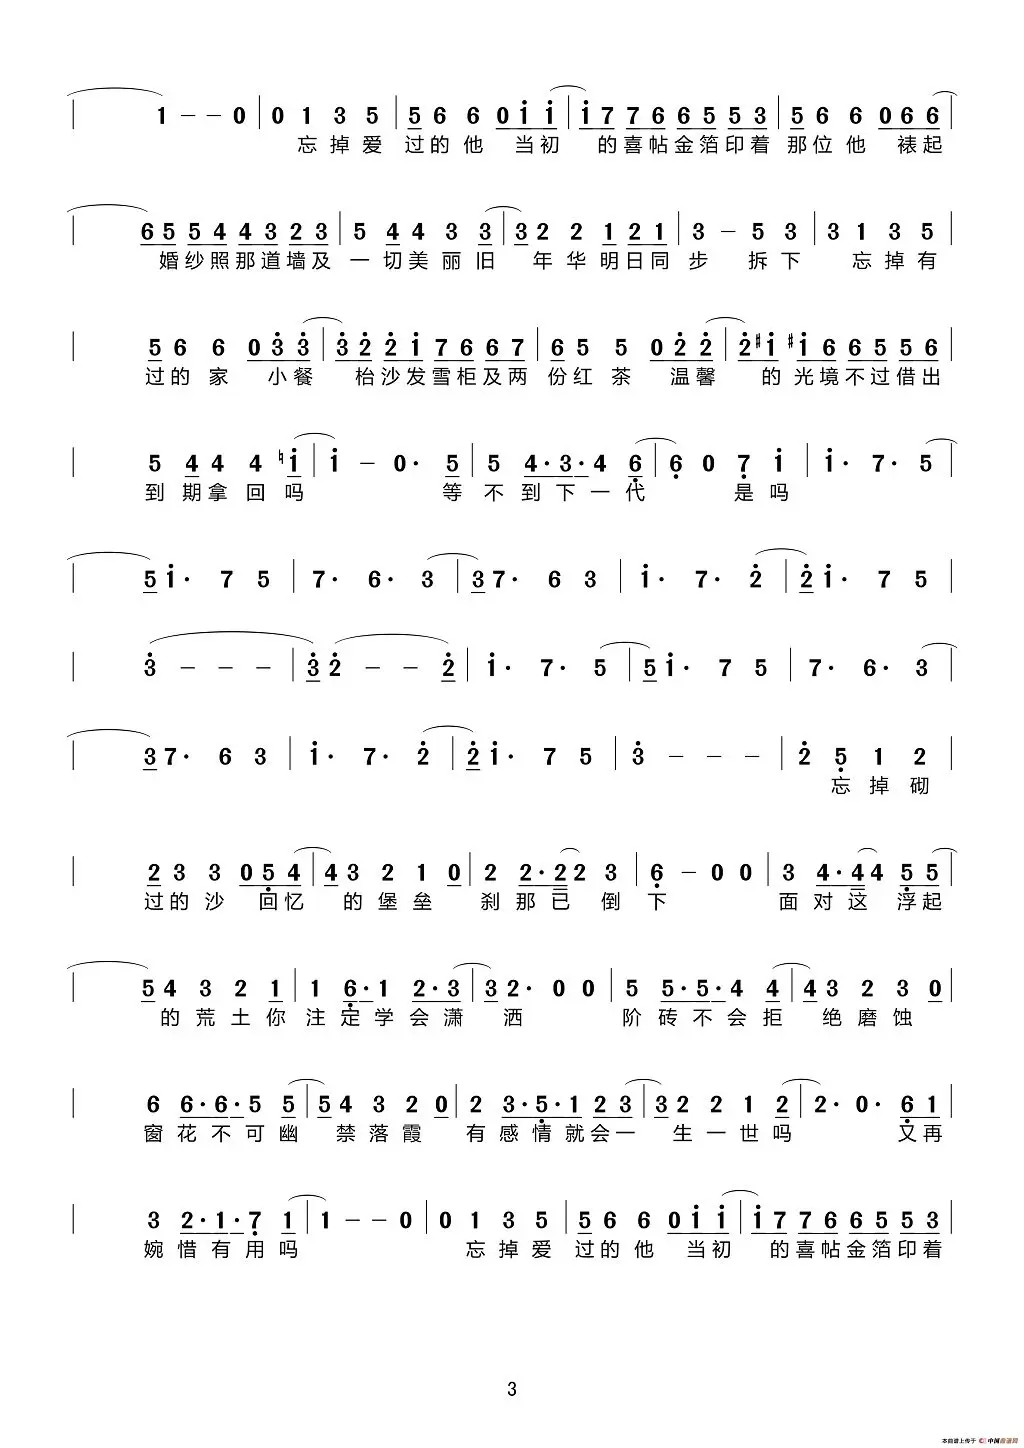 1 - - 0 | 0 1 3 5 | 5 6 6 0 i i | i 7 7 6 6 5 5 3 | 5 6 6 0 6 6 |
忘掉爱 过的他 当初 的喜帖金箔印着 那位他 裱起
6 5 5 4 4 3 2 3 | 5 4 4 3 3 | 3 2 2 1 2 1 | 3 - 5 3 | 3 1 3 5 |
婚纱照那道墙及 一切美丽旧 年华明日同 步 拆下 忘掉有
5 6 6 0 3 3 | 3 2 2 i 7 6 6 7 | 6 5 5 0 2 2 | 2 #i #i 6 6 5 5 6 |
过的家 小餐 枱沙发雪柜及两 份红茶 温馨 的光境不过借出
5 4 4 4 ♮i | i - 0· 5 | 5 4·3·4 6 | 6 0 7 i | i· 7· 5 |
到期拿回吗 等 不到下一代 是吗
5 i· 7 5 | 7· 6· 3 | 3 7· 6 3 | i· 7· 2 | 2 i· 7 5 |
3 - - - | 3 2 - - 2 | i· 7· 5 | 5 i· 7 5 | 7· 6· 3 |
3 7· 6 3 | i· 7· 2 | 2 i· 7 5 | 3 - - - | 2 5 1 2 |
忘掉砌
2 3 3 0 5 4 | 4 3 2 1 0 | 2 2·2 2 3 | 6 - 0 0 | 3 4·4 4 5 5 |
过的沙 回忆 的堡垒 刹那已倒下 面对这浮起
5 4 3 2 1 | 1 6·1 2·3 | 3 2· 0 0 | 5 5·5·4 4 | 4 3 2 3 0 |
的荒土你 注定学会潇 洒 阶砖不会拒 绝磨蚀
6 6·6·5 5 | 5 4 3 2 0 | 2 3·5·1 2 3 | 3 2 2 1 2 | 2· 0· 6 1 |
窗花不可幽 禁落霞 有感情就会一 生一世吗 又再
3 2·1·7 1 | 1 - - 0 | 0 1 3 5 | 5 6 6 0 i i | i 7 7 6 6 5 5 3 |
婉惜有用吗 忘掉爱 过的他 当初 的喜帖金箔印着
3
本曲谱上传于 中国曲谱网